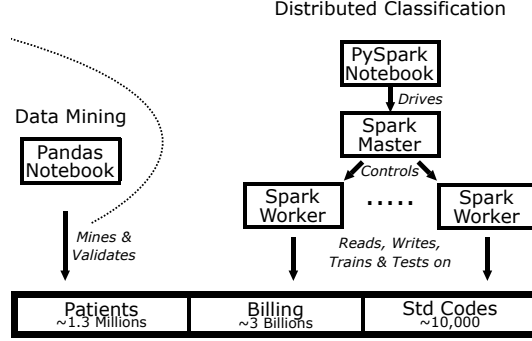 Distributed Classification
PySpark
Notebook
Drives
Data Mining
Spark
Master
Pandas
Notebook
Controls
Spark
Worker
.....
Spark
Worker
Mines &
Validates
Reads, Writes,
Trains & Tests on
Patients
~1.3 Millions
Billing
~3 Billions
Std Codes
~10,000